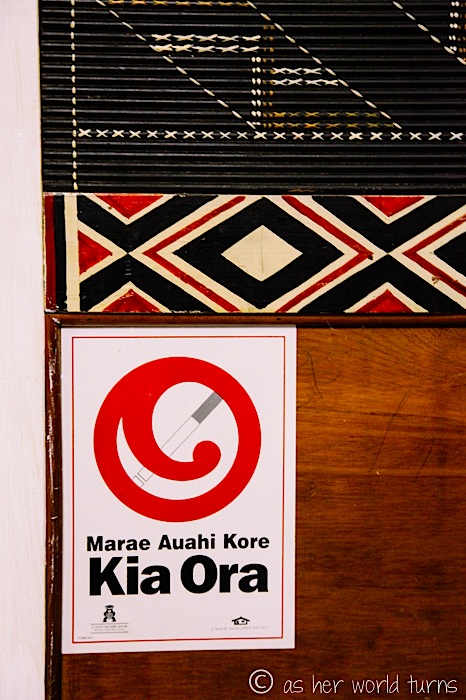 Marae Auahi Kore
Kia Ora
© as her world turns